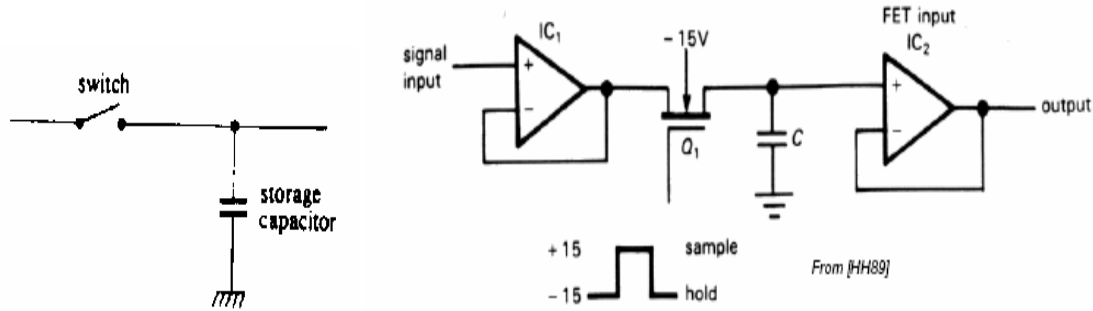 switch
storage
capacitor
signal
input
IC₁
+
−
− 15V
Q₁
C
FET input
IC₂
+
−
output
+ 15 sample
− 15 hold
From [HH89]